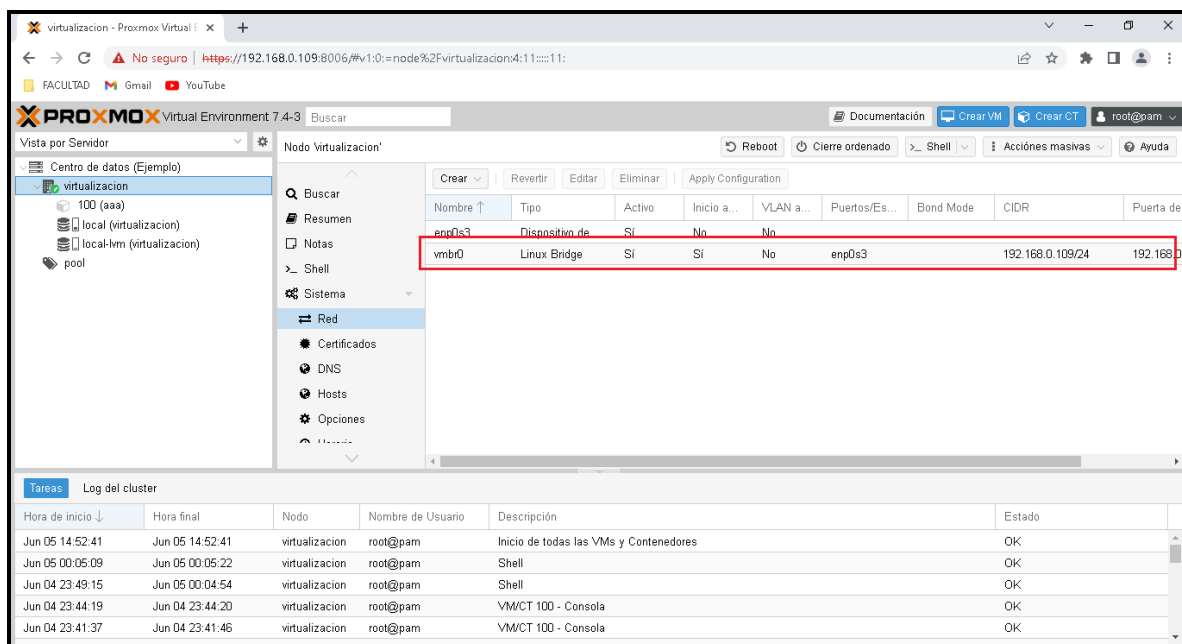 virtualizacion - Proxmox Virtual E
No seguro | https://192.168.0.109:8006/#v1:0:=node%2Fvirtualizacion:4:11:::::11:
FACULTAD Gmail YouTube
PROXMOX Virtual Environment 7.4-3 Buscar Documentación Crear VM Crear CT root@pam
Vista por Servidor Nodo 'virtualizacion' Reboot Cierre ordenado >_ Shell Acciónes masivas Ayuda
Centro de datos (Ejemplo)
virtualizacion
100 (aaa)
local (virtualizacion)
local-lvm (virtualizacion)
pool
Buscar
Resumen
Notas
>_ Shell
Sistema
Red
Certificados
DNS
Hosts
Opciones
Crear Revertir Editar Eliminar Apply Configuration
Nombre ↑ Tipo Activo Inicio a... VLAN a... Puertos/Es... Bond Mode CIDR Puerta de
enp0s3 Dispositivo de Sí No No
vmbr0 Linux Bridge Sí Sí No enp0s3 192.168.0.109/24 192.168.0
Tareas Log del cluster
Hora de inicio ↓ Hora final Nodo Nombre de Usuario Descripción Estado
Jun 05 14:52:41 Jun 05 14:52:41 virtualizacion root@pam Inicio de todas las VMs y Contenedores OK
Jun 05 00:05:09 Jun 05 00:05:22 virtualizacion root@pam Shell OK
Jun 04 23:49:15 Jun 05 00:04:54 virtualizacion root@pam Shell OK
Jun 04 23:44:19 Jun 04 23:44:20 virtualizacion root@pam VM/CT 100 - Consola OK
Jun 04 23:41:37 Jun 04 23:41:46 virtualizacion root@pam VM/CT 100 - Consola OK